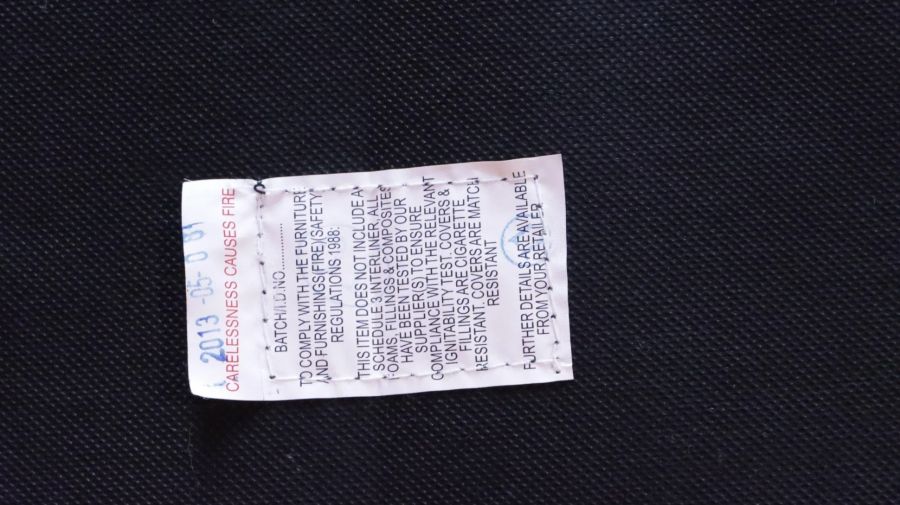 2013 -05- 0
CARELESSNESS CAUSES FIRE
BATCH/I.D.NO..............
TO COMPLY WITH THE FURNITURE
AND FURNISHINGS(FIRE)(SAFETY
REGULATIONS 1988:
THIS ITEM DOES NOT INCLUDE A
SCHEDULE 3 INTERLINER. ALL
FOAMS, FILLINGS & COMPOSITES
HAVE BEEN TESTED BY OUR
SUPPLIER(S) TO ENSURE
COMPLIANCE WITH THE RELEVANT
IGNITABILITY TEST. COVERS &
FILLINGS ARE CIGARETTE
RESISTANT. COVERS ARE MATCH
RESISTANT
FURTHER DETAILS ARE AVAILABLE
FROM YOUR RETAILER